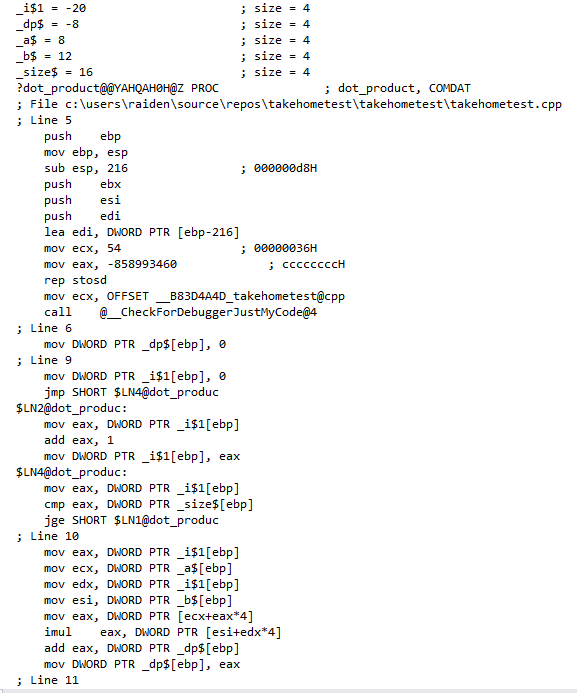 _i$1 = -20 ; size = 4
_dp$ = -8 ; size = 4
_a$ = 8 ; size = 4
_b$ = 12 ; size = 4
_size$ = 16 ; size = 4
?dot_product@@YAHQAH0H@Z PROC ; dot_product, COMDAT
; File c:\users\raiden\source\repos\takehometest\takehometest\takehometest.cpp
; Line 5
push ebp
mov ebp, esp
sub esp, 216 ; 000000d8H
push ebx
push esi
push edi
lea edi, DWORD PTR [ebp-216]
mov ecx, 54 ; 00000036H
mov eax, -858993460 ; ccccccccH
rep stosd
mov ecx, OFFSET __B83D4A4D_takehometest@cpp
call @__CheckForDebuggerJustMyCode@4
; Line 6
mov DWORD PTR _dp$[ebp], 0
; Line 9
mov DWORD PTR _i$1[ebp], 0
jmp SHORT $LN4@dot_produc
$LN2@dot_produc:
mov eax, DWORD PTR _i$1[ebp]
add eax, 1
mov DWORD PTR _i$1[ebp], eax
$LN4@dot_produc:
mov eax, DWORD PTR _i$1[ebp]
cmp eax, DWORD PTR _size$[ebp]
jge SHORT $LN1@dot_produc
; Line 10
mov eax, DWORD PTR _i$1[ebp]
mov ecx, DWORD PTR _a$[ebp]
mov edx, DWORD PTR _i$1[ebp]
mov esi, DWORD PTR _b$[ebp]
mov eax, DWORD PTR [ecx+eax*4]
imul eax, DWORD PTR [esi+edx*4]
add eax, DWORD PTR _dp$[ebp]
mov DWORD PTR _dp$[ebp], eax
; Line 11